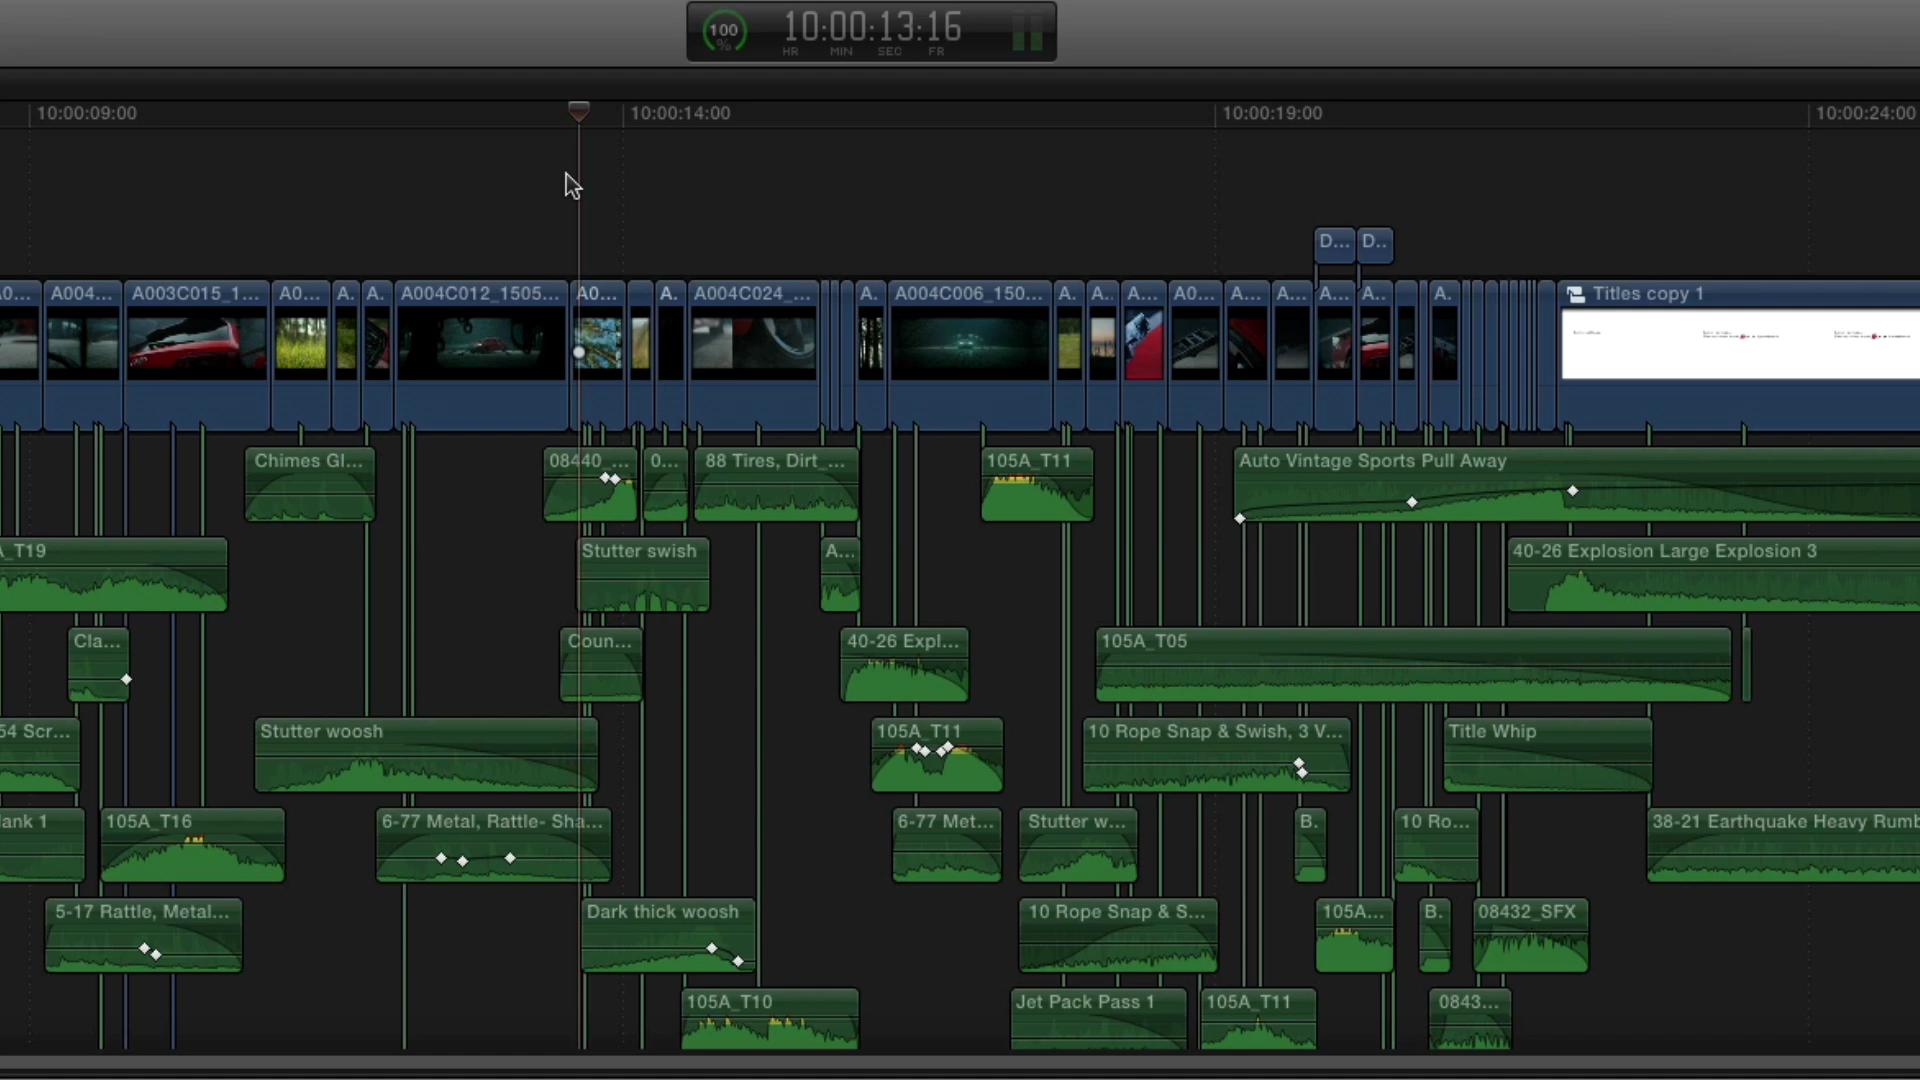 100
%
10:00:13:16
HR MIN SEC FR
10:00:09:00 10:00:14:00 10:00:19:00 10:00:24:00
D... D..
A004... A003C015_1... A0... A. A. A004C012_1505... A0... A. A004C024_... A. A004C006_150... A. A.. A... A0... A... A... A... A.. A. Titles copy 1
Chimes Gl... 08440_... 0... 88 Tires, Dirt_... 105A_T11 Auto Vintage Sports Pull Away
A_T19 Stutter swish A... 40-26 Explosion Large Explosion 3
Cla... Coun... 40-26 Expl... 105A_T05
54 Scr... Stutter woosh 105A_T11 10 Rope Snap & Swish, 3 V... Title Whip
lank 1 105A_T16 6-77 Metal, Rattle- Sha... 6-77 Met... Stutter w... B. 10 Ro... 38-21 Earthquake Heavy Rumb
5-17 Rattle, Metal... Dark thick woosh 10 Rope Snap & S... 105A... B. 08432_SFX
105A_T10 Jet Pack Pass 1 105A_T11 0843...